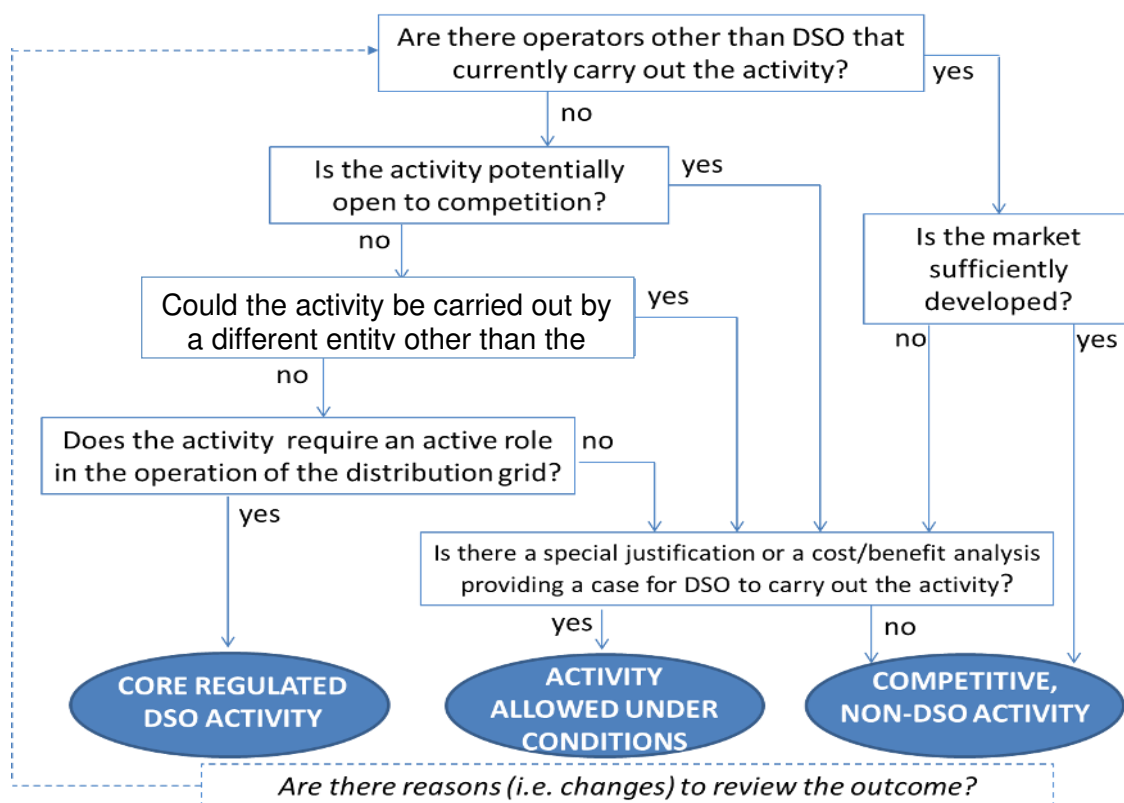 Are there operators other than DSO that
currently carry out the activity?
yes
no
Is the activity potentially
open to competition?
yes
no
Is the market
sufficiently
developed?
Could the activity be carried out by
a different entity other than the
yes
no
yes
no
Does the activity require an active role
in the operation of the distribution grid?
no
yes
Is there a special justification or a cost/benefit analysis
providing a case for DSO to carry out the activity?
yes
no
CORE REGULATED
DSO ACTIVITY
ACTIVITY
ALLOWED UNDER
CONDITIONS
COMPETITIVE,
NON-DSO ACTIVITY
Are there reasons (i.e. changes) to review the outcome?